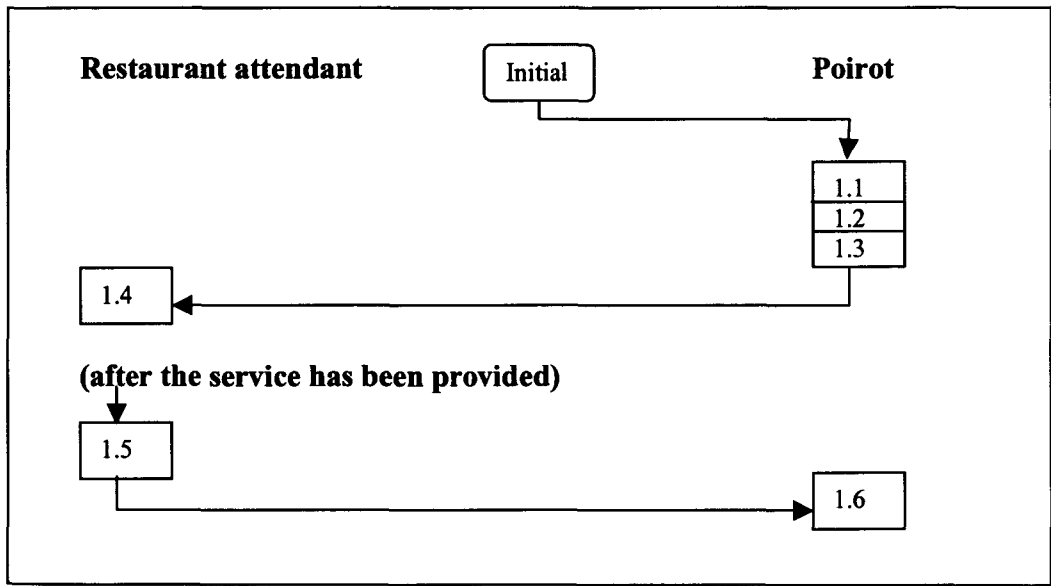 Restaurant attendant
Initial
Poirot
1.1
1.2
1.3
1.4
(after the service has been provided)
1.5
1.6